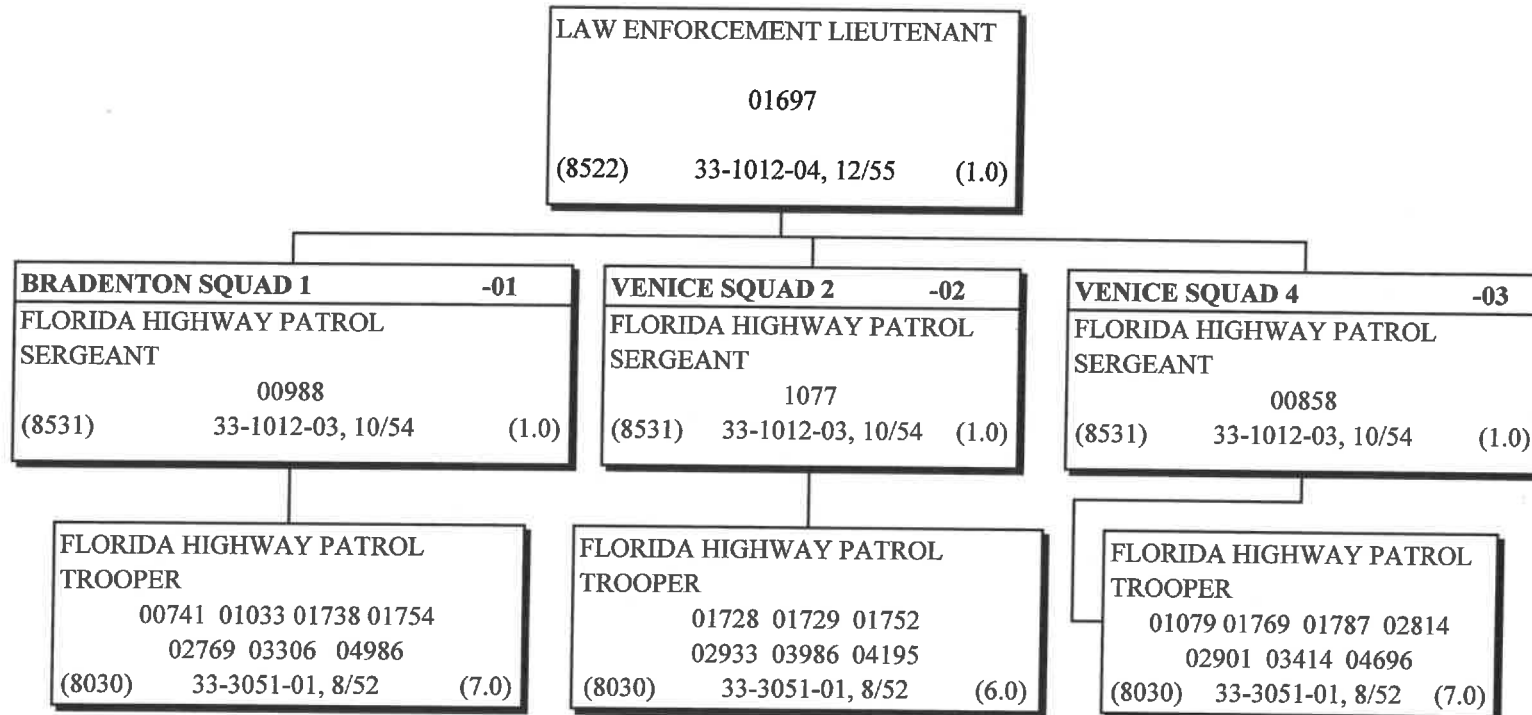 LAW ENFORCEMENT LIEUTENANT
01697
(8522) 33-1012-04, 12/55 (1.0)
BRADENTON SQUAD 1 -01
FLORIDA HIGHWAY PATROL
SERGEANT
00988
(8531) 33-1012-03, 10/54 (1.0)
VENICE SQUAD 2 -02
FLORIDA HIGHWAY PATROL
SERGEANT
1077
(8531) 33-1012-03, 10/54 (1.0)
VENICE SQUAD 4 -03
FLORIDA HIGHWAY PATROL
SERGEANT
00858
(8531) 33-1012-03, 10/54 (1.0)
FLORIDA HIGHWAY PATROL
TROOPER
00741 01033 01738 01754
02769 03306 04986
(8030) 33-3051-01, 8/52 (7.0)
FLORIDA HIGHWAY PATROL
TROOPER
01728 01729 01752
02933 03986 04195
(8030) 33-3051-01, 8/52 (6.0)
FLORIDA HIGHWAY PATROL
TROOPER
01079 01769 01787 02814
02901 03414 04696
(8030) 33-3051-01, 8/52 (7.0)